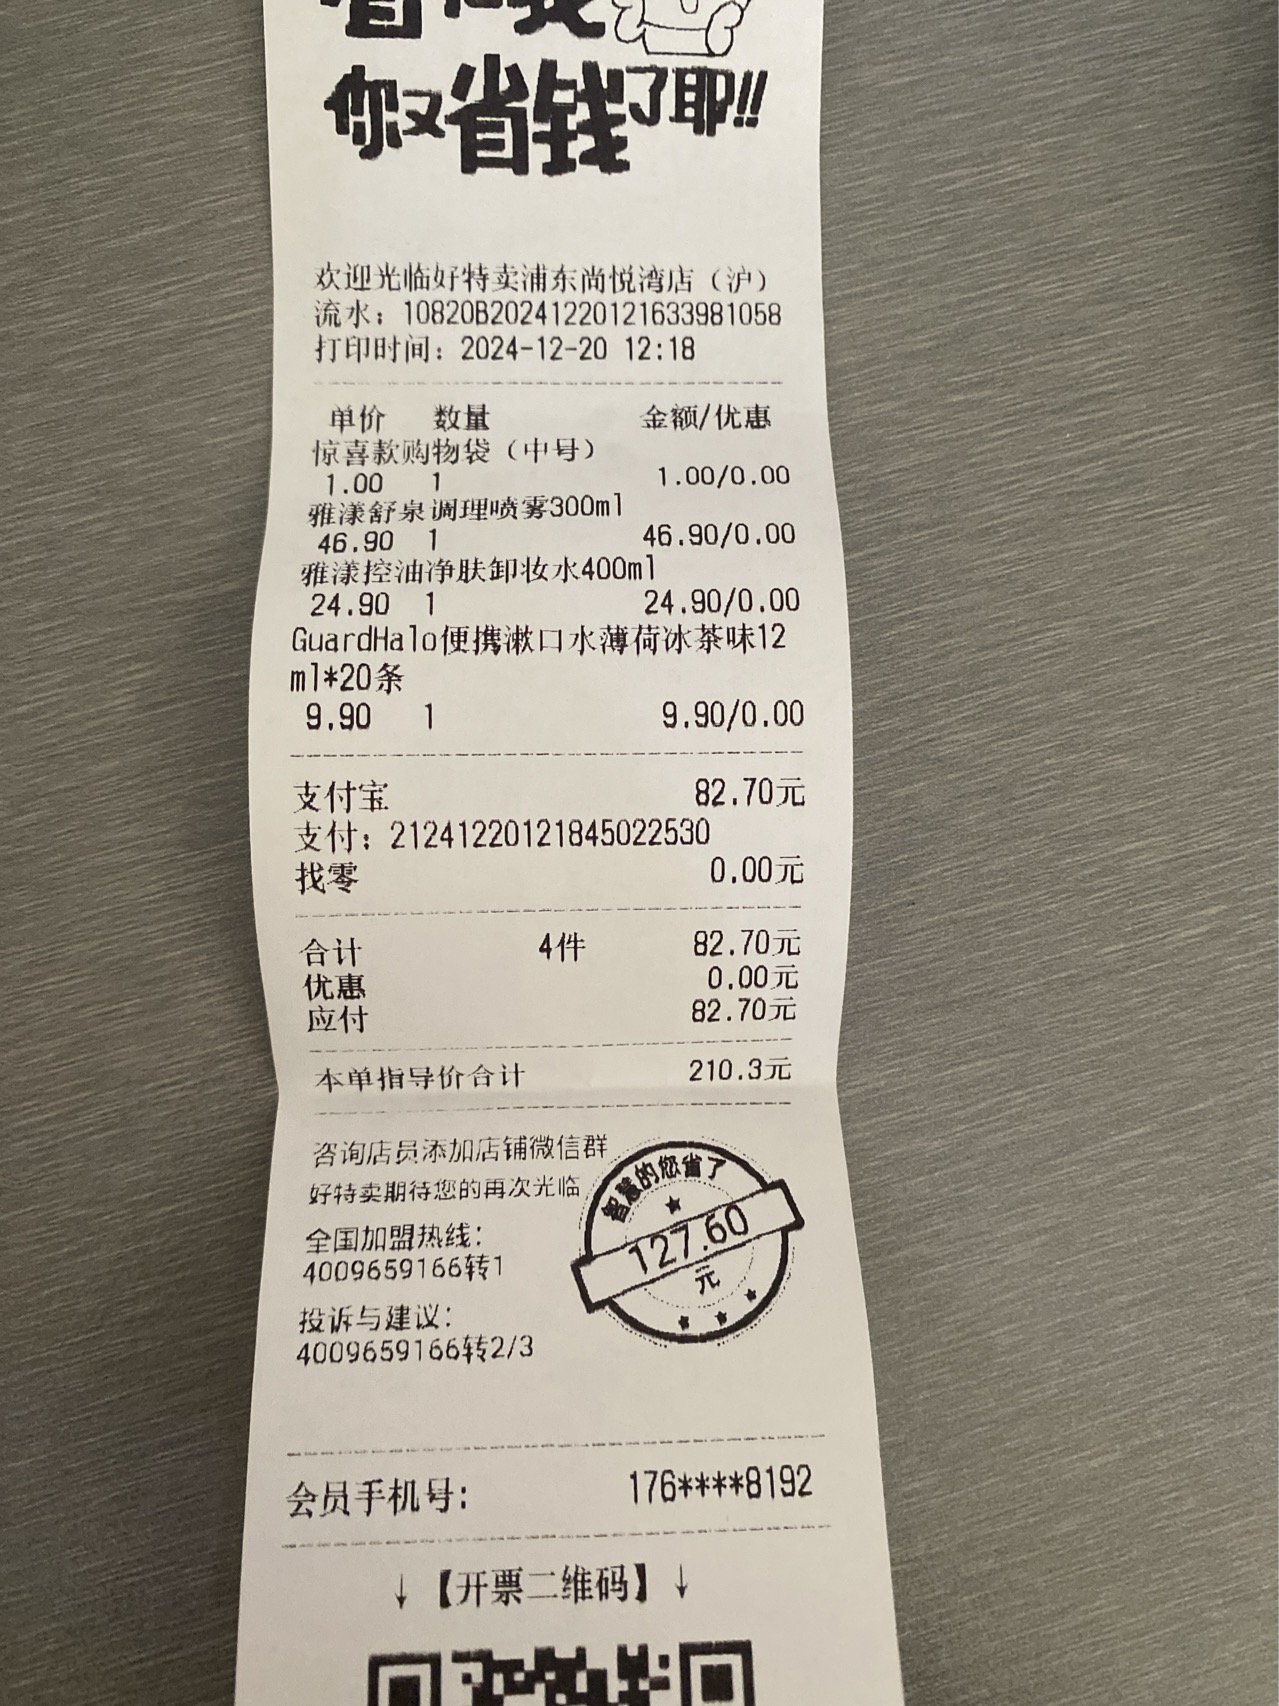 你又省钱了耶!!
欢迎光临好特卖浦东尚悦湾店（沪）
流水：10820B20241220121633981058
打印时间：2024-12-20 12:18
单价 数量 金额/优惠
惊喜款购物袋（中号）
1.00 1 1.00/0.00
雅漾舒泉调理喷雾300ml
46.90 1 46.90/0.00
雅漾控油净肤卸妆水400ml
24.90 1 24.90/0.00
GuardHalo便携漱口水薄荷冰茶味12
ml*20条
9.90 1 9.90/0.00
支付宝 82.70元
支付：21241220121845022530
找零 0.00元
合计 4件 82.70元
优惠 0.00元
应付 82.70元
本单指导价合计 210.3元
咨询店员添加店铺微信群
好特卖期待您的再次光临
全国加盟热线：
4009659166转1
投诉与建议：
4009659166转2/3
智慧的您省了
127.60
元
会员手机号： 176****8192
↓【开票二维码】↓